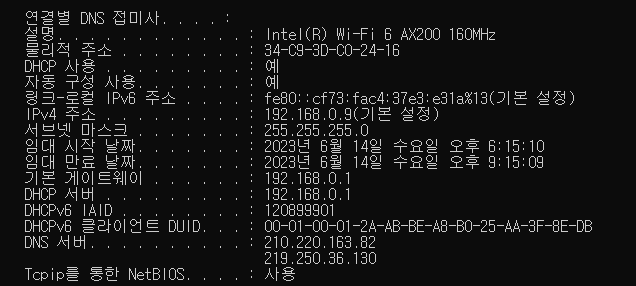 연결별 DNS 접미사. . . . :
설명. . . . . . . . . . . . : Intel(R) Wi-Fi 6 AX200 160MHz
물리적 주소 . . . . . . . . : 34-C9-3D-C0-24-16
DHCP 사용 . . . . . . . . . : 예
자동 구성 사용. . . . . . . : 예
링크-로컬 IPv6 주소 . . . . : fe80::cf73:fac4:37e3:e31a%13(기본 설정)
IPv4 주소 . . . . . . . . . : 192.168.0.9(기본 설정)
서브넷 마스크 . . . . . . . : 255.255.255.0
임대 시작 날짜. . . . . . . : 2023년 6월 14일 수요일 오후 6:15:10
임대 만료 날짜. . . . . . . : 2023년 6월 14일 수요일 오후 9:15:09
기본 게이트웨이 . . . . . . : 192.168.0.1
DHCP 서버 . . . . . . . . . : 192.168.0.1
DHCPv6 IAID . . . . . . . . : 120899901
DHCPv6 클라이언트 DUID. . . : 00-01-00-01-2A-AB-BE-A8-B0-25-AA-3F-8E-DB
DNS 서버. . . . . . . . . . : 210.220.163.82
219.250.36.130
Tcpip를 통한 NetBIOS. . . . : 사용